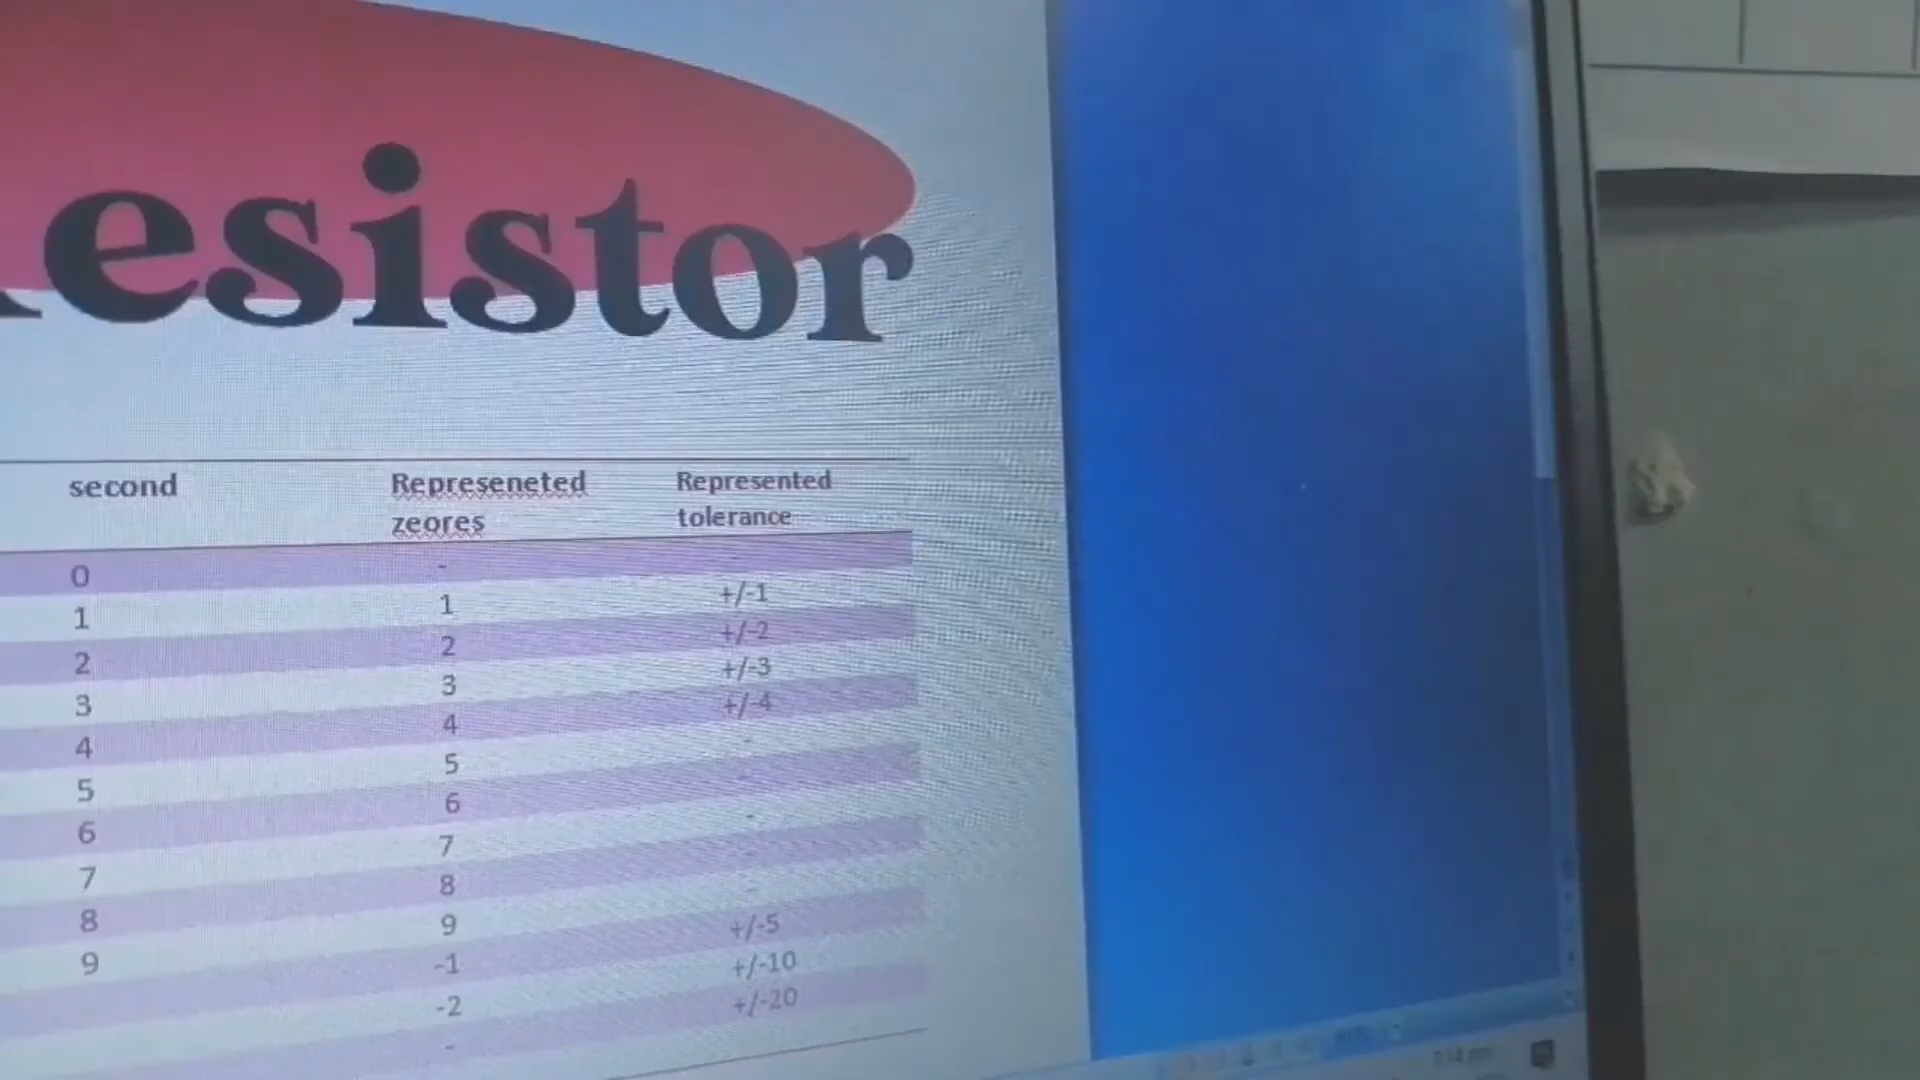 esistor
second Represeneted Represented
zeores tolerance
0 - -
1 1 +/-1
2 2 +/-2
3 3 +/-3
4 4 +/-4
5 5 -
6 6 -
7 7 -
8 8 -
9 9 -
-1 +/-5
-2 +/-10
- +/-20